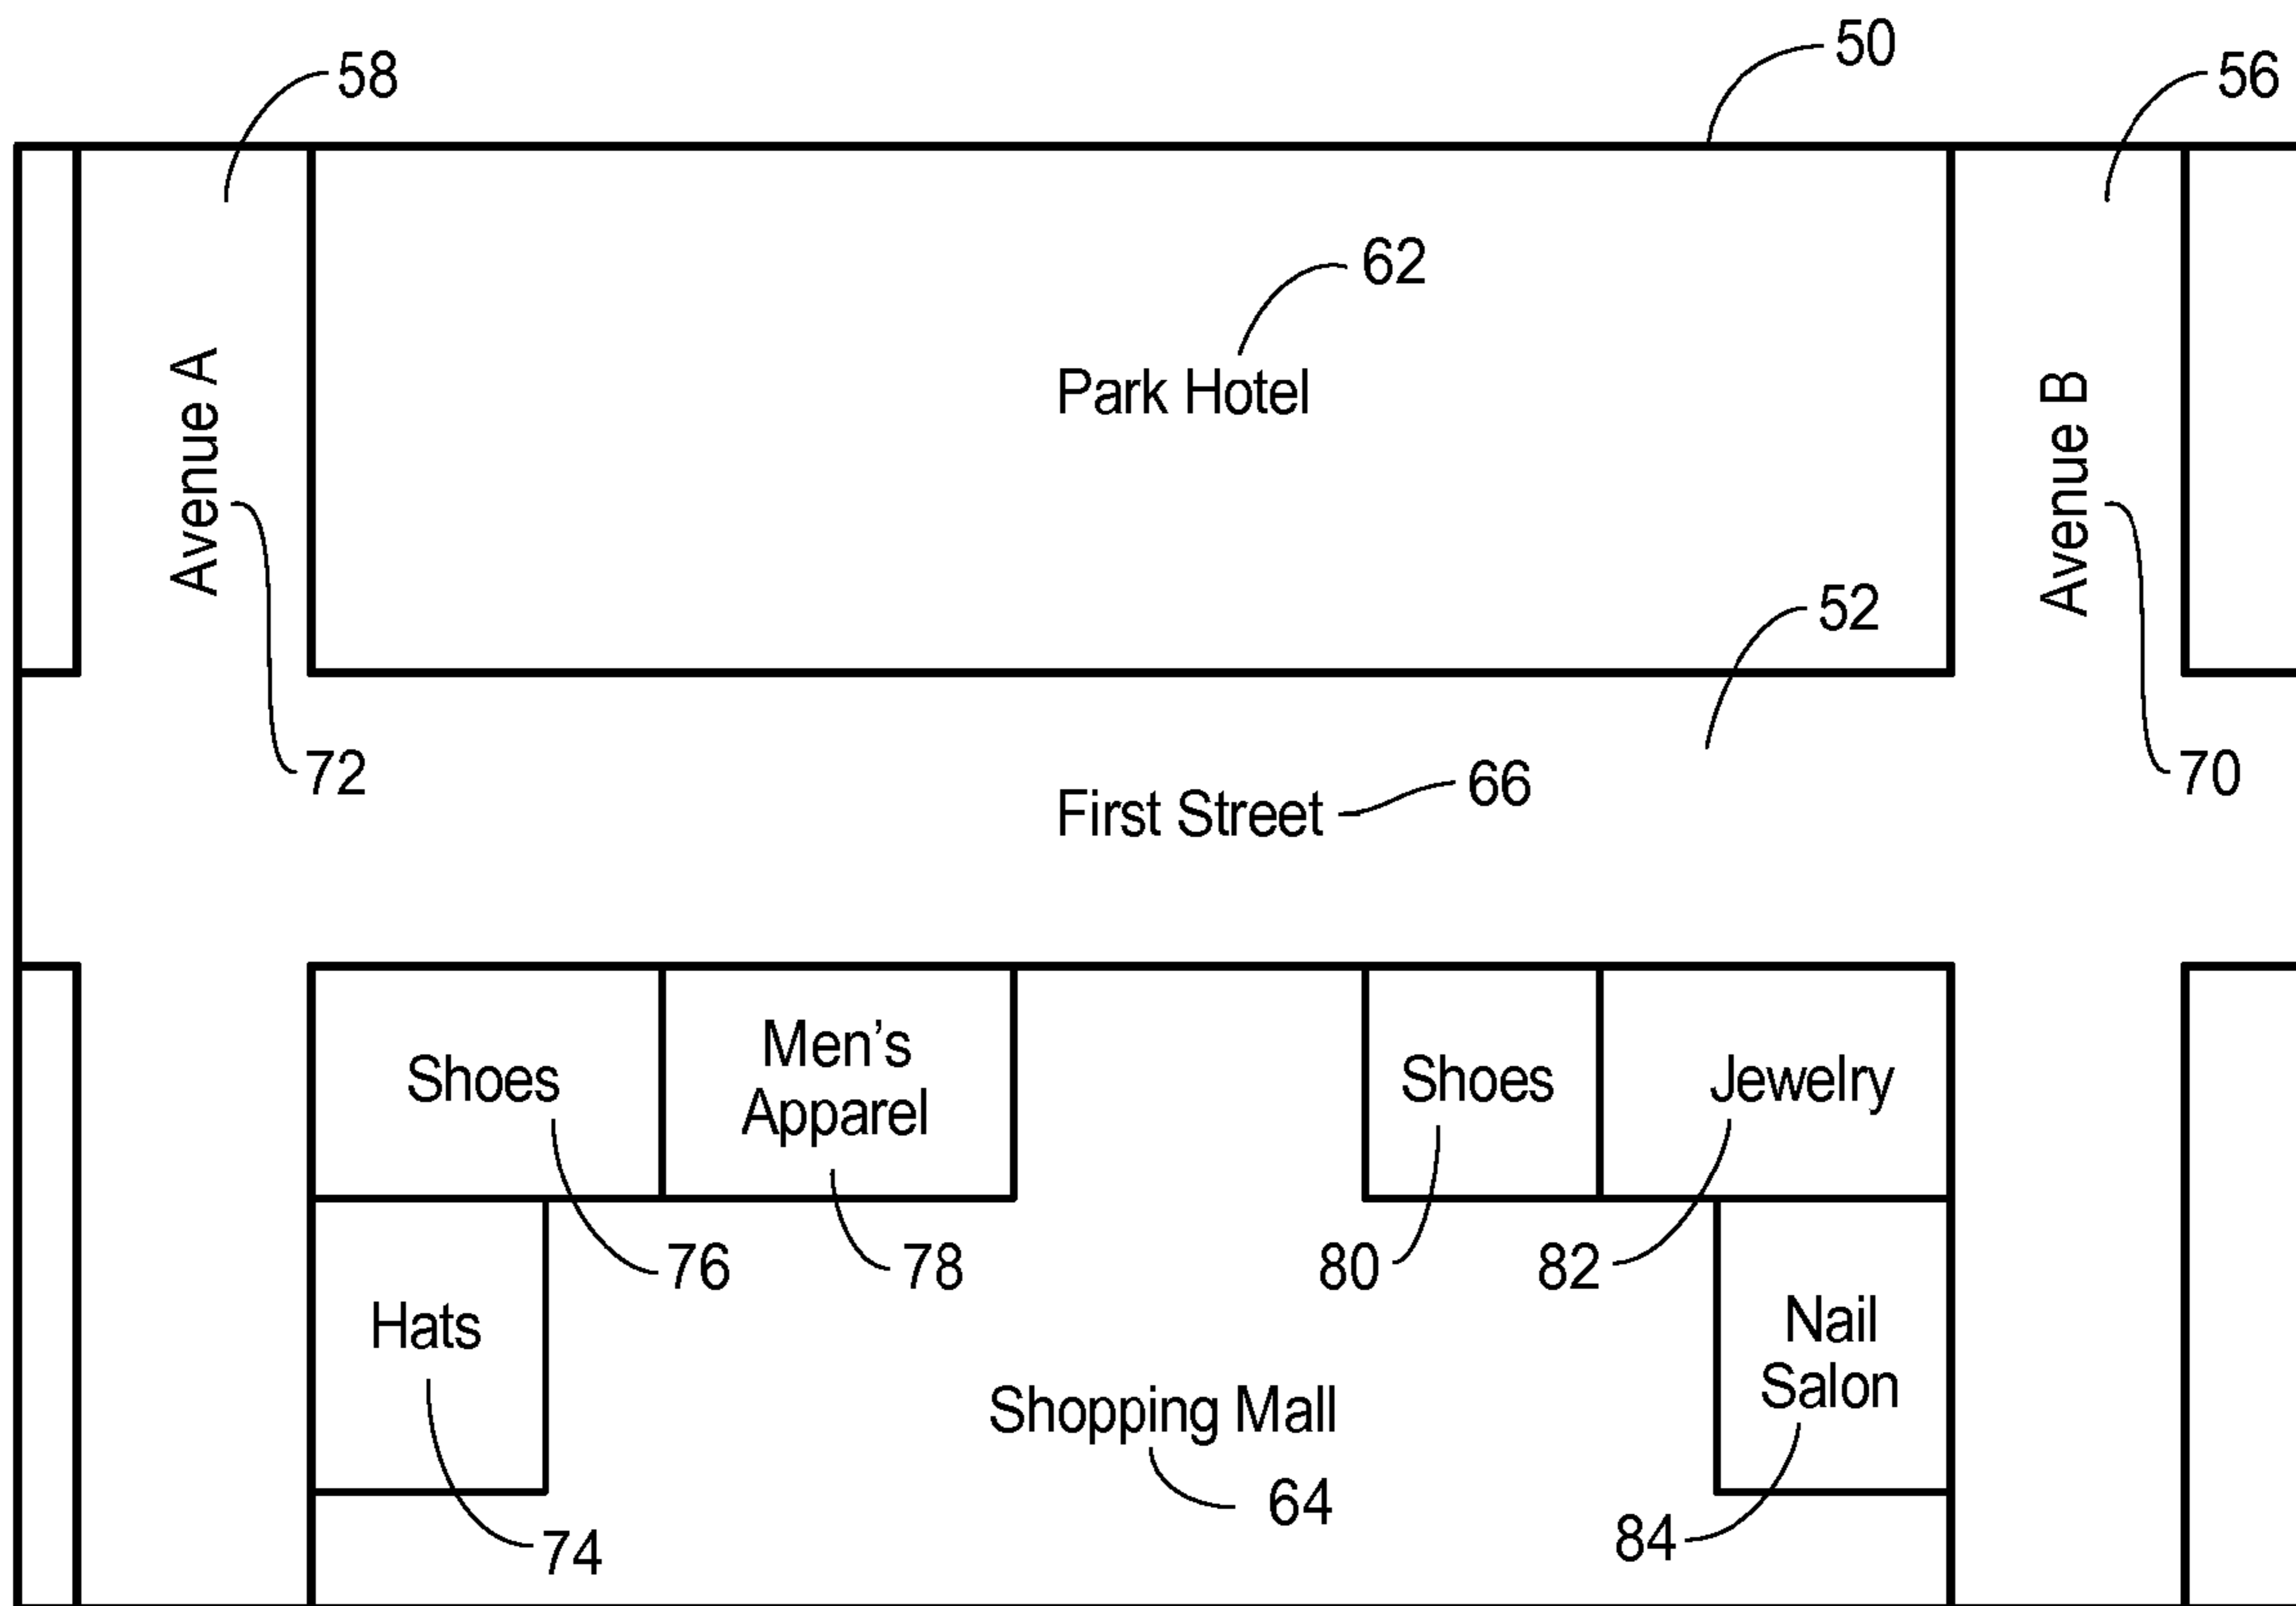 58
50
56
62
Park Hotel
Avenue A
Avenue B
52
72
First Street
66
70
Shoes
Men's
Apparel
Shoes
Jewelry
76
78
80
82
Hats
Nail
Salon
Shopping Mall
64
74
84